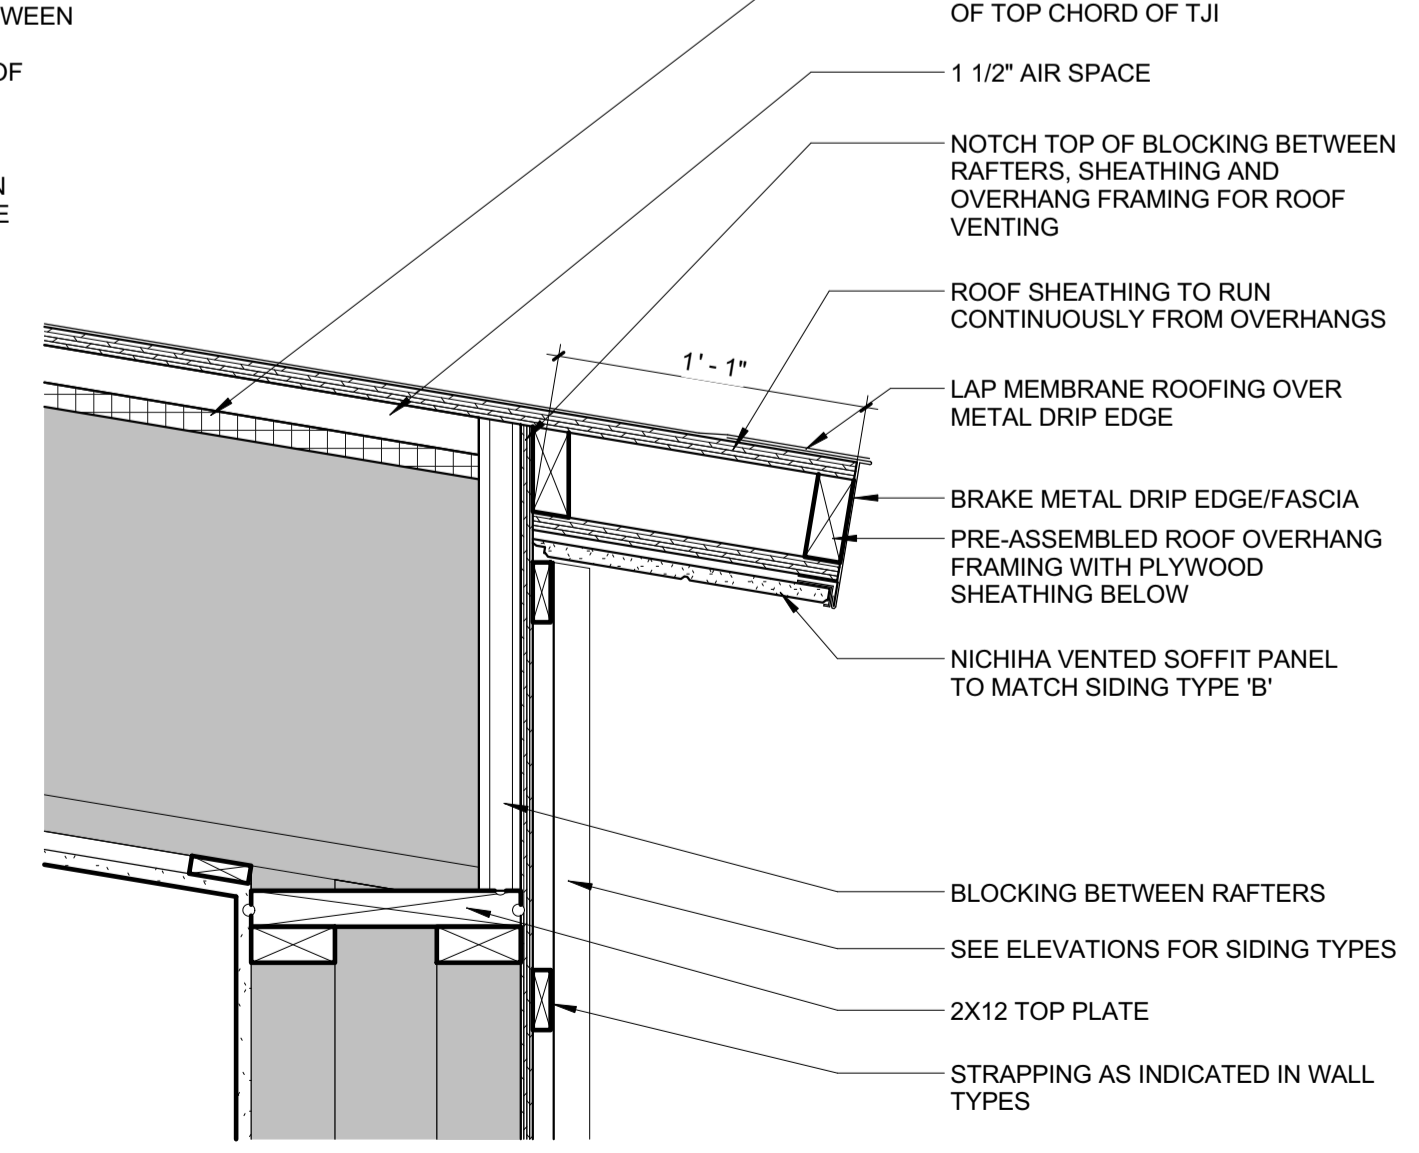 OF
OF TOP CHORD OF TJI
1 1/2" AIR SPACE
NOTCH TOP OF BLOCKING BETWEEN
RAFTERS, SHEATHING AND
OVERHANG FRAMING FOR ROOF
VENTING
ROOF SHEATHING TO RUN
CONTINUOUSLY FROM OVERHANGS
1' - 1"
LAP MEMBRANE ROOFING OVER
METAL DRIP EDGE
BRAKE METAL DRIP EDGE/FASCIA
PRE-ASSEMBLED ROOF OVERHANG
FRAMING WITH PLYWOOD
SHEATHING BELOW
NICHIHA VENTED SOFFIT PANEL
TO MATCH SIDING TYPE 'B'
BLOCKING BETWEEN RAFTERS
SEE ELEVATIONS FOR SIDING TYPES
2X12 TOP PLATE
STRAPPING AS INDICATED IN WALL
TYPES